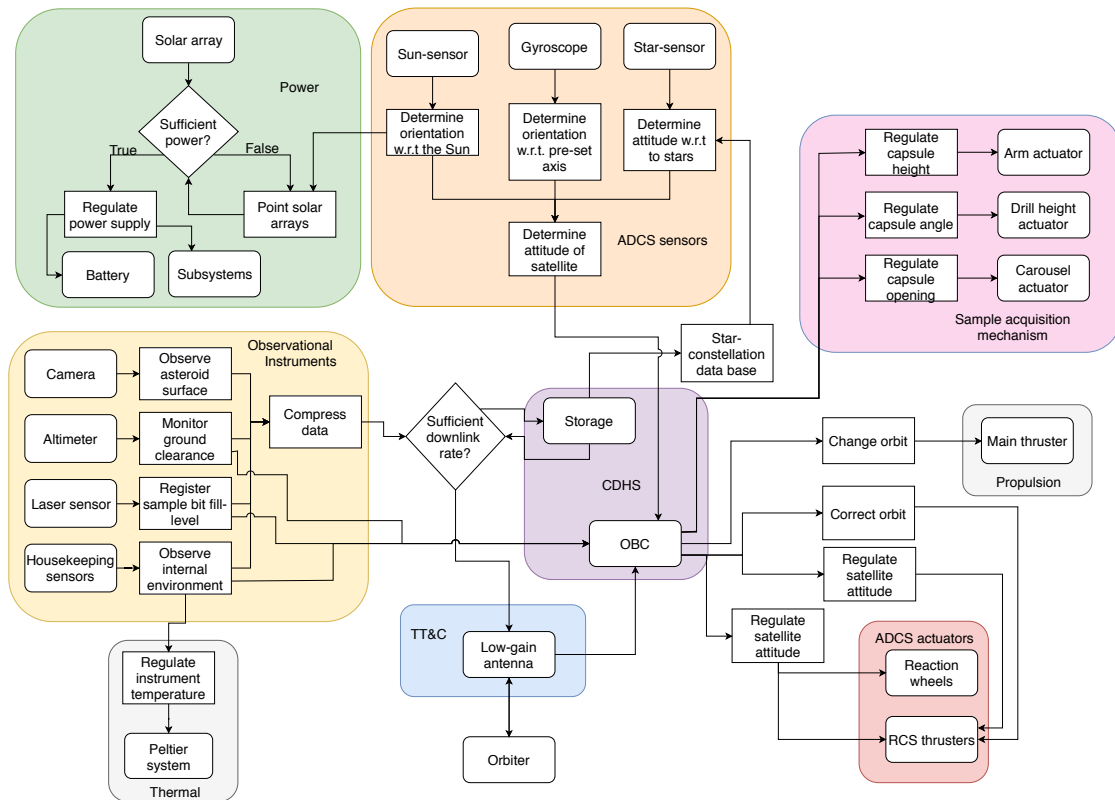 Solar array
Power
Sufficient
power?
True
False
Regulate
power supply
Point solar
arrays
Battery
Subsystems
Sun-sensor
Gyroscope
Star-sensor
Determine
orientation
w.r.t the Sun
Determine
orientation
w.r.t. pre-set
axis
Determine
attitude w.r.t
to stars
Determine
attitude of
satellite
ADCS sensors
Regulate
capsule
height
Arm actuator
Regulate
capsule angle
Drill height
actuator
Regulate
capsule
opening
Carousel
actuator
Sample acquisition
mechanism
Observational
Instruments
Camera
Observe
asteroid
surface
Altimeter
Monitor
ground
clearance
Laser sensor
Register
sample bit fill-
level
Housekeeping
sensors
Observe
internal
environment
Compress
data
Sufficient
downlink
rate?
Star-
constellation
data base
Storage
CDHS
OBC
Change orbit
Main thruster
Propulsion
Correct orbit
Regulate
satellite
attitude
Regulate
satellite
attitude
ADCS actuators
Reaction
wheels
RCS thrusters
TT&C
Low-gain
antenna
Orbiter
Regulate
instrument
temperature
Peltier
system
Thermal